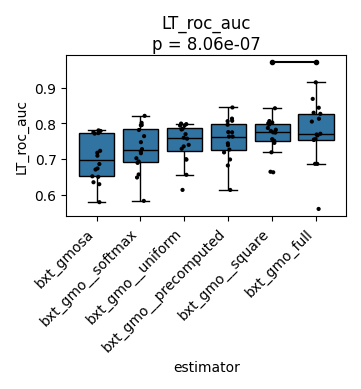 LT_roc_auc
p = 8.06e-07
LT_roc_auc
0.9
0.8
0.7
0.6
bxt_gmosa
bxt_gmo__softmax
bxt_gmo__uniform
bxt_gmo__precomputed
bxt_gmo__square
bxt_gmo_full
estimator